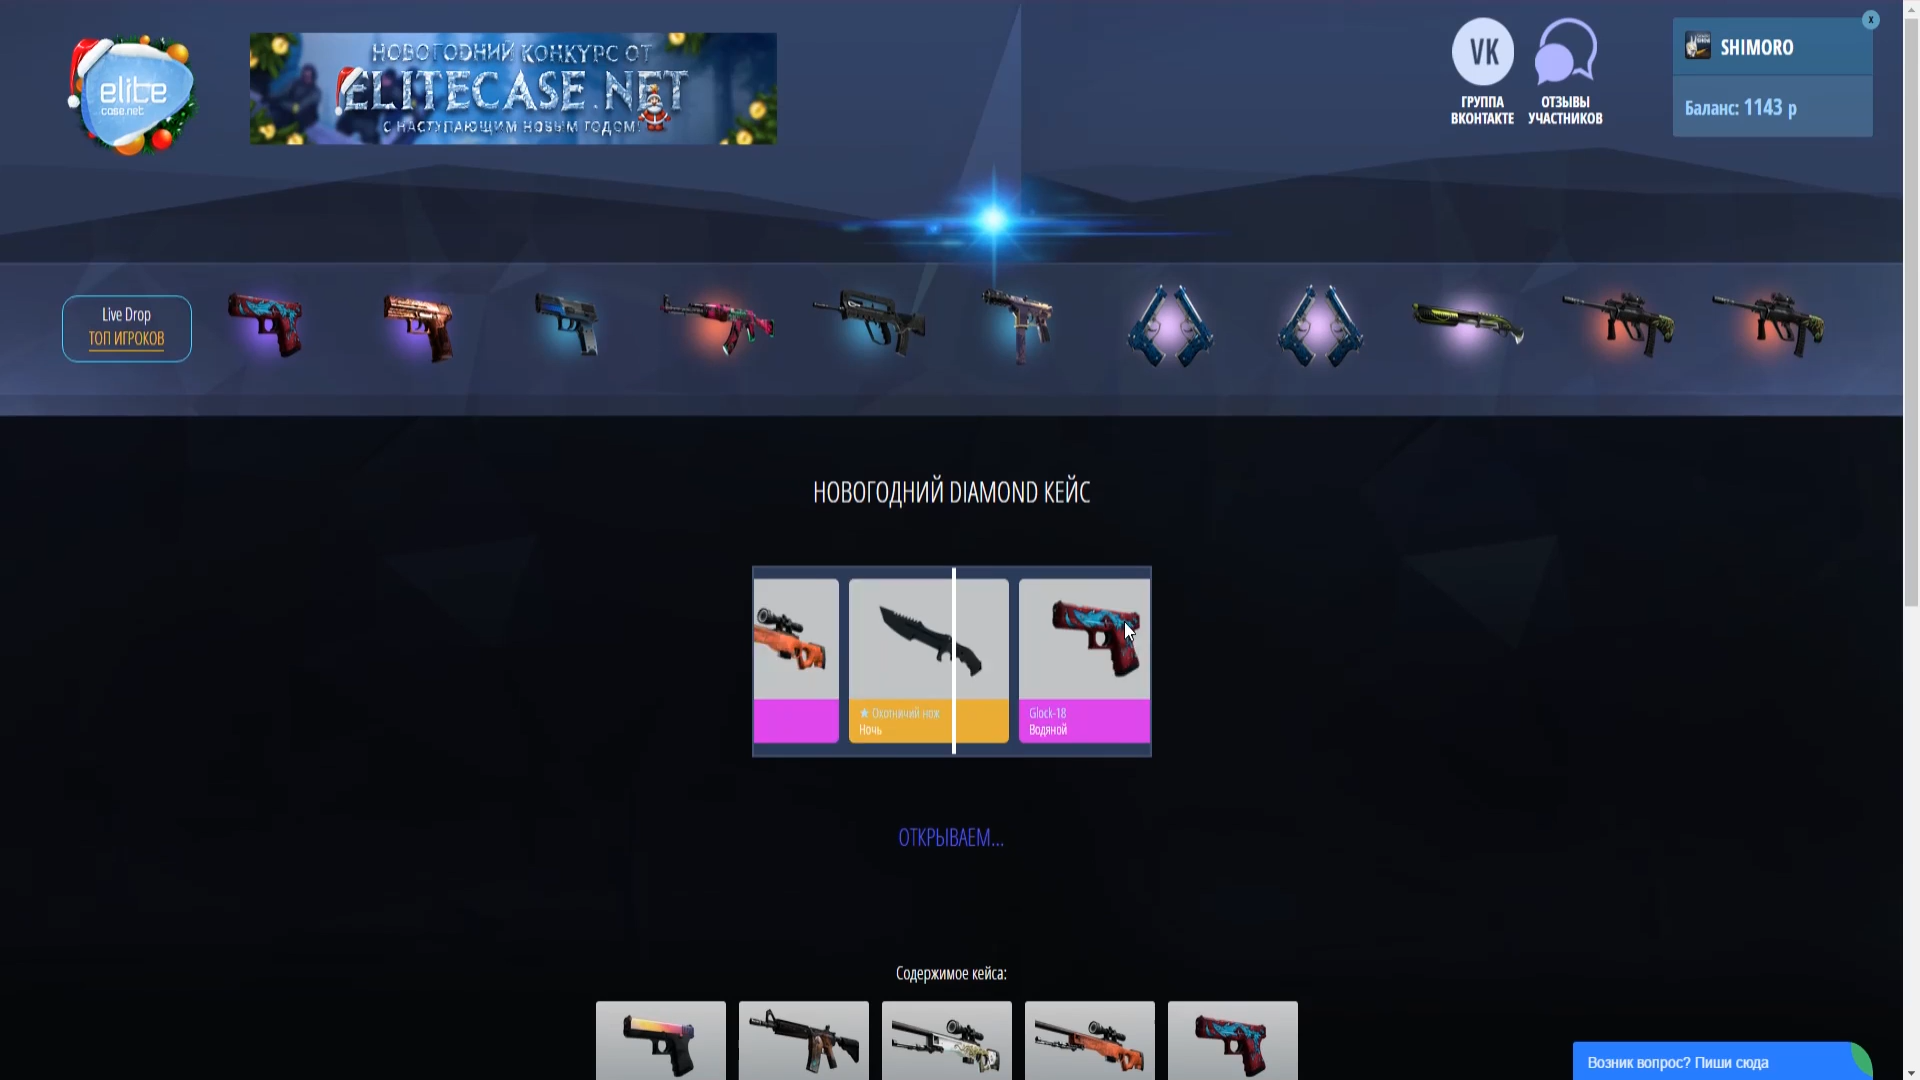 elite
case.net
НОВОГОДНИЙ КОНКУРС ОТ
ELITECASE.NET
С НАСТУПАЮЩИМ НОВЫМ ГОДОМ!
VK
ГРУППА
ВКОНТАКТЕ
ОТЗЫВЫ
УЧАСТНИКОВ
x
SHIMORO
Баланс: 1143 р
Live Drop
ТОП ИГРОКОВ
НОВОГОДНИЙ DIAMOND КЕЙС
★ Охотничий нож
Ночь
Glock-18
Водяной
ОТКРЫВАЕМ...
Содержимое кейса:
Возник вопрос? Пиши сюда